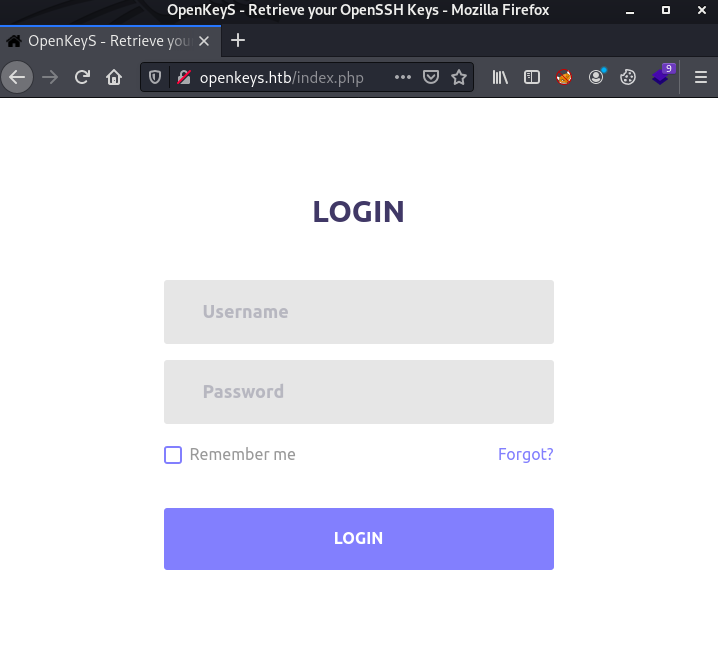 OpenKeyS - Retrieve your OpenSSH Keys - Mozilla Firefox
OpenKeyS - Retrieve you
openkeys.htb/index.php
9
LOGIN
Username
Password
Remember me Forgot?
LOGIN